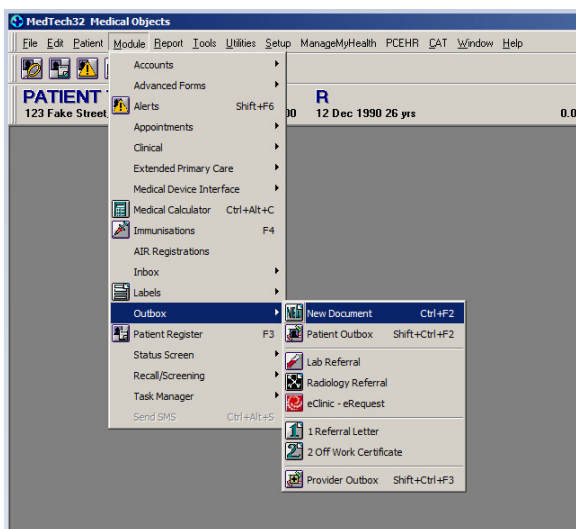 MedTech32 Medical Objects
File Edit Patient Module Report Tools Utilities Setup ManageMyHealth PCEHR CAT Window Help
PATIENT R
123 Fake Street 12 Dec 1990 26 yrs 0.0
Accounts
Advanced Forms
Alerts Shift+F6
Appointments
Clinical
Extended Primary Care
Medical Device Interface
Medical Calculator Ctrl+Alt+C
Immunisations F4
AIR Registrations
Inbox
Labels
Outbox
Patient Register F3
Status Screen
Recall/Screening
Task Manager
Send SMS Ctrl+Alt+S
New Document Ctrl+F2
Patient Outbox Shift+Ctrl+F2
Lab Referral
Radiology Referral
eClinic - eRequest
1 Referral Letter
2 Off Work Certificate
Provider Outbox Shift+Ctrl+F3